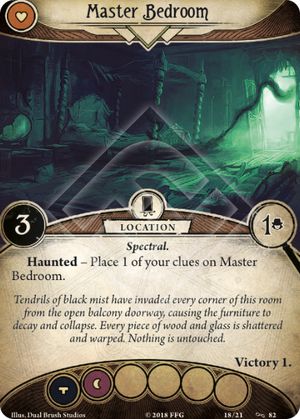 Master Bedroom
3
LOCATION
1
Spectral.
Haunted – Place 1 of your clues on Master
Bedroom.
Tendrils of black mist have invaded every corner of this room
from the open balcony doorway, causing the furniture to
decay and collapse. Every piece of wood and glass is shattered
and warped. Nothing is untouched.
Victory 1.
Illus. Dual Brush Studios
© 2018 FFG
18/21
82